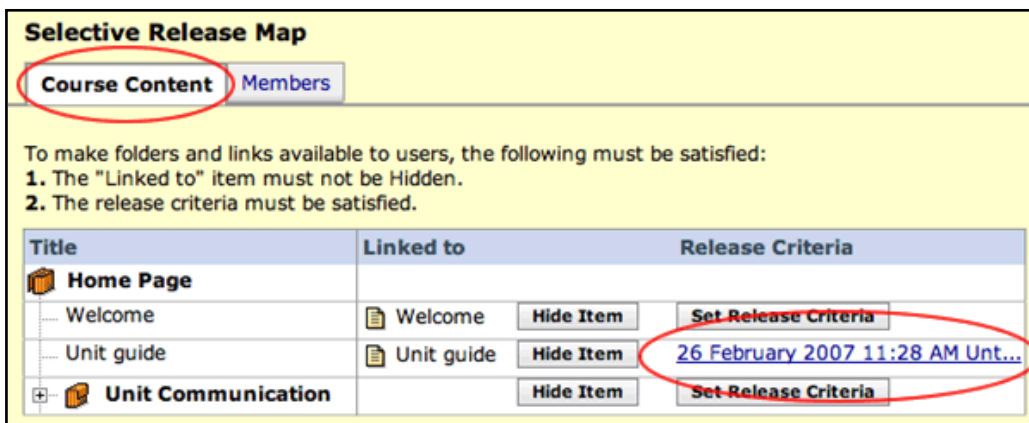 Selective Release Map
Course Content Members
To make folders and links available to users, the following must be satisfied:
1. The "Linked to" item must not be Hidden.
2. The release criteria must be satisfied.
Title Linked to Release Criteria
Home Page
Welcome Welcome Hide Item Set Release Criteria
Unit guide Unit guide Hide Item 26 February 2007 11:28 AM Unt...
Unit Communication Hide Item Set Release Criteria